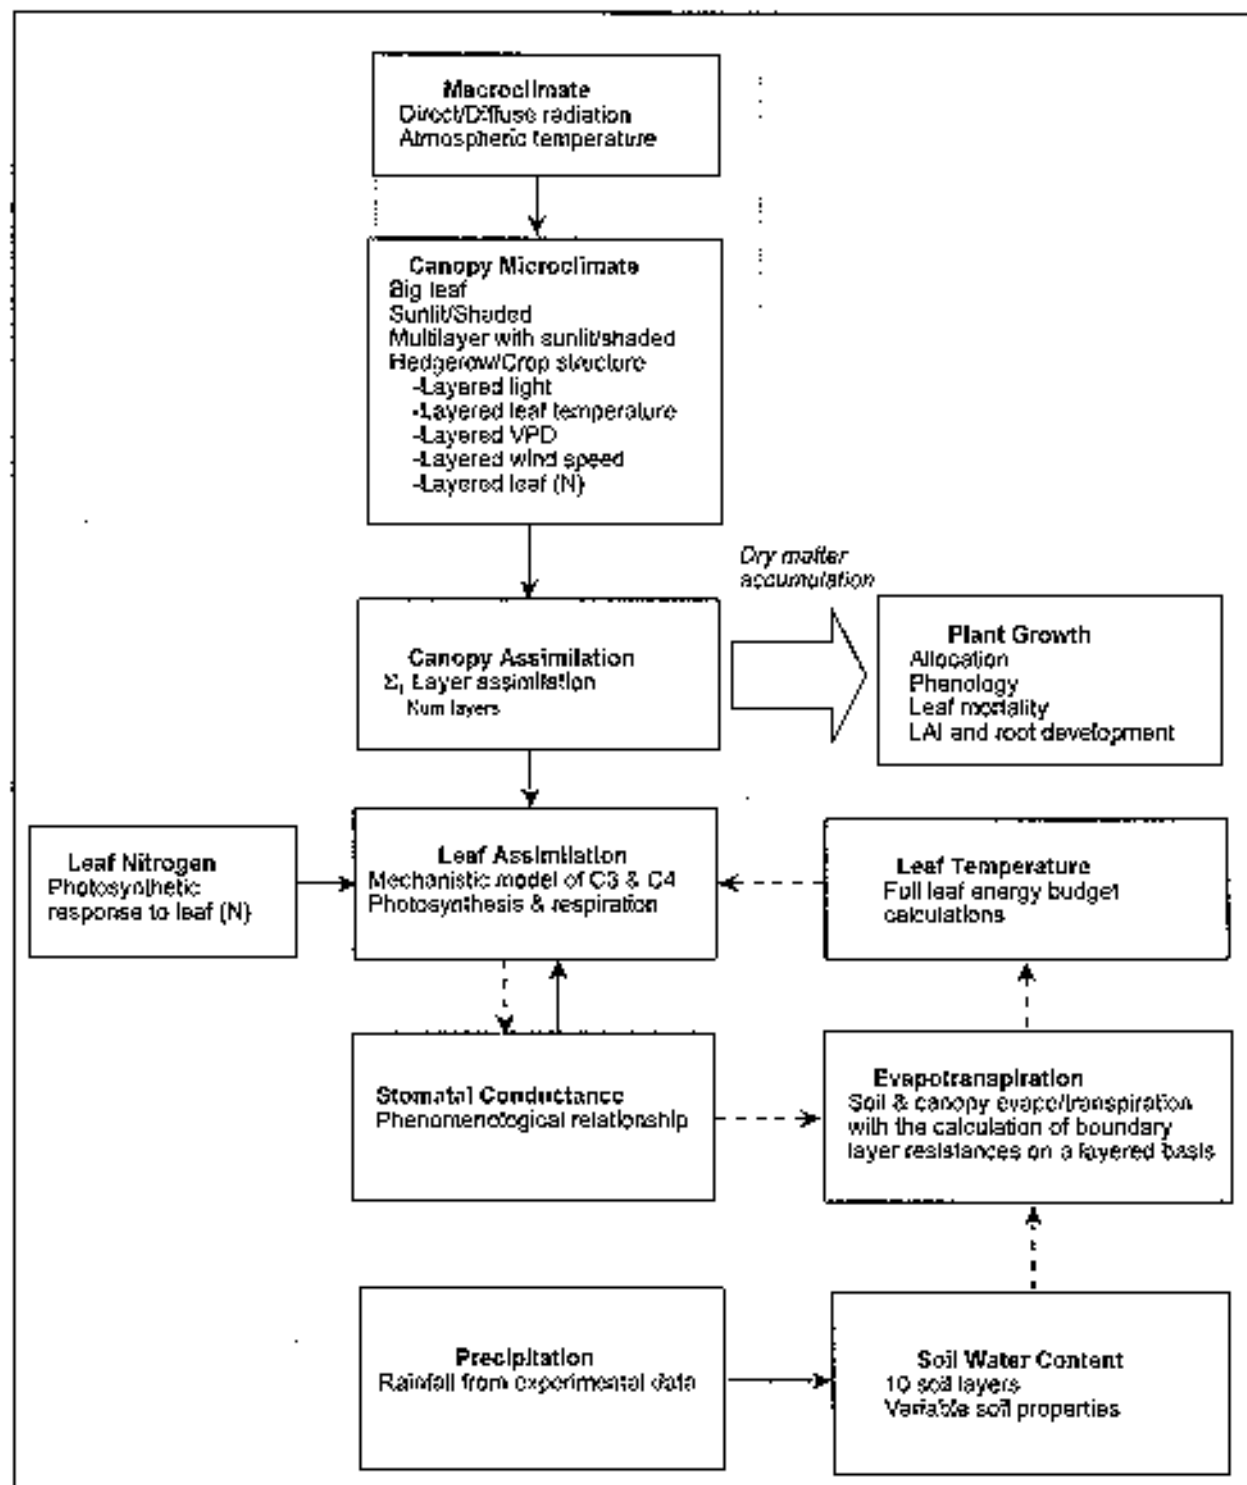 Macroclimate
Direct/Diffuse radiation
Atmospheric temperature
Canopy Microclimate
Big leaf
Sunlit/Shaded
Multilayer with sunlit/shaded
Hedgerow/Crop structure
-Layered light
-Layered leaf temperature
-Layered VPD
-Layered wind speed
-Layered leaf (N)
Dry matter
accumulation
Canopy Assimilation
Σi Layer assimilation
Num layers
Plant Growth
Allocation
Phenology
Leaf mortality
LAI and root development
Leaf Nitrogen
Photosynthetic
response to leaf (N)
Leaf Assimilation
Mechanistic model of C3 & C4
Photosynthesis & respiration
Leaf Temperature
Full leaf energy budget
calculations
Stomatal Conductance
Phenomenological relationship
Evapotranspiration
Soil & canopy evapo/transpiration
with the calculation of boundary
layer resistances on a layered basis
Precipitation
Rainfall from experimental data
Soil Water Content
10 soil layers
Variable soil properties